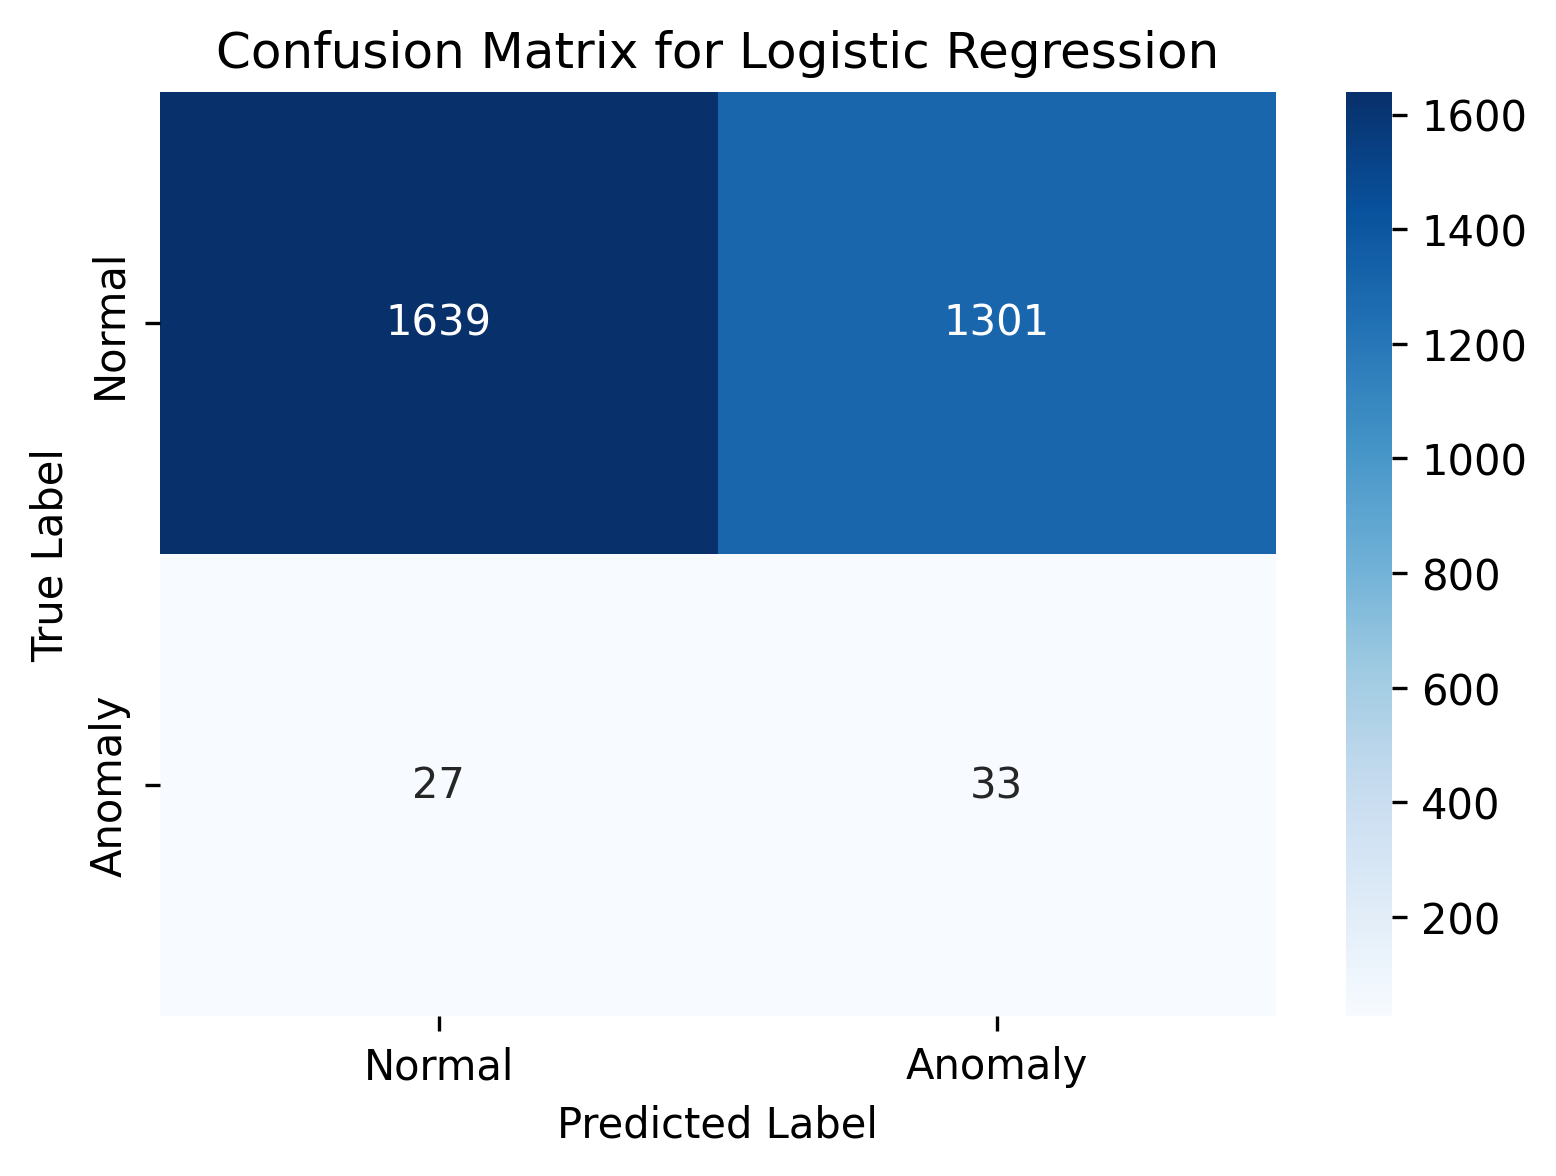 Confusion Matrix for Logistic Regression
True Label
Normal
Anomaly
1639
1301
27
33
Normal
Anomaly
Predicted Label
1600
1400
1200
1000
800
600
400
200